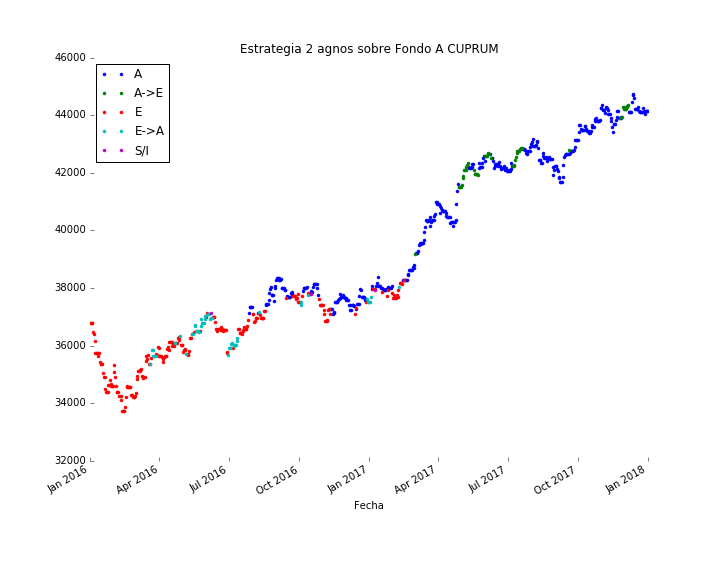 Estrategia 2 agnos sobre Fondo A CUPRUM
46000
44000
42000
40000
38000
36000
34000
32000
A
A->E
E
E->A
S/I
Jan 2016
Apr 2016
Jul 2016
Oct 2016
Jan 2017
Apr 2017
Jul 2017
Oct 2017
Jan 2018
Fecha